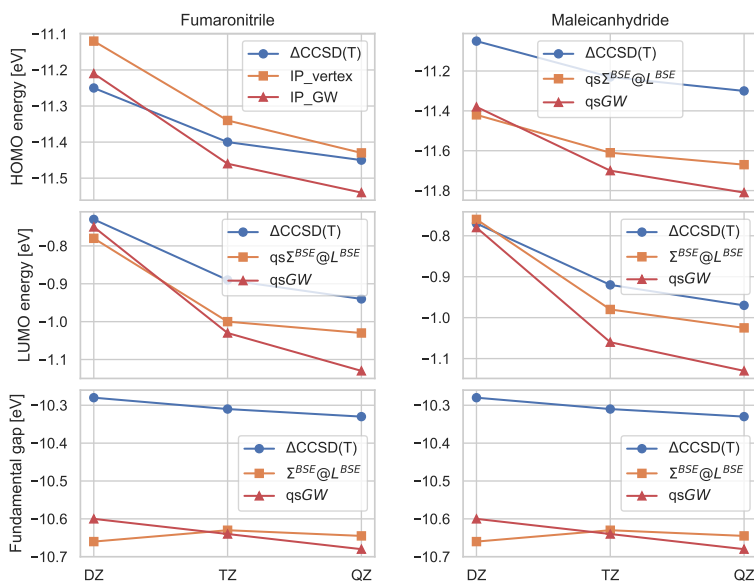 Fumaronitrile
Maleicanhydride
HOMO energy [eV]
−11.1
−11.2
−11.3
−11.4
−11.5
ΔCCSD(T)
IP_vertex
IP_GW
−11.2
−11.4
−11.6
−11.8
ΔCCSD(T)
qsΣ^{BSE}@L^{BSE}
qsGW
LUMO energy [eV]
−0.8
−0.9
−1.0
−1.1
ΔCCSD(T)
qsΣ^{BSE}@L^{BSE}
qsGW
−0.8
−0.9
−1.0
−1.1
ΔCCSD(T)
Σ^{BSE}@L^{BSE}
qsGW
Fundamental gap [eV]
−10.3
−10.4
−10.5
−10.6
−10.7
ΔCCSD(T)
Σ^{BSE}@L^{BSE}
qsGW
DZ
TZ
QZ
−10.3
−10.4
−10.5
−10.6
−10.7
ΔCCSD(T)
Σ^{BSE}@L^{BSE}
qsGW
DZ
TZ
QZ